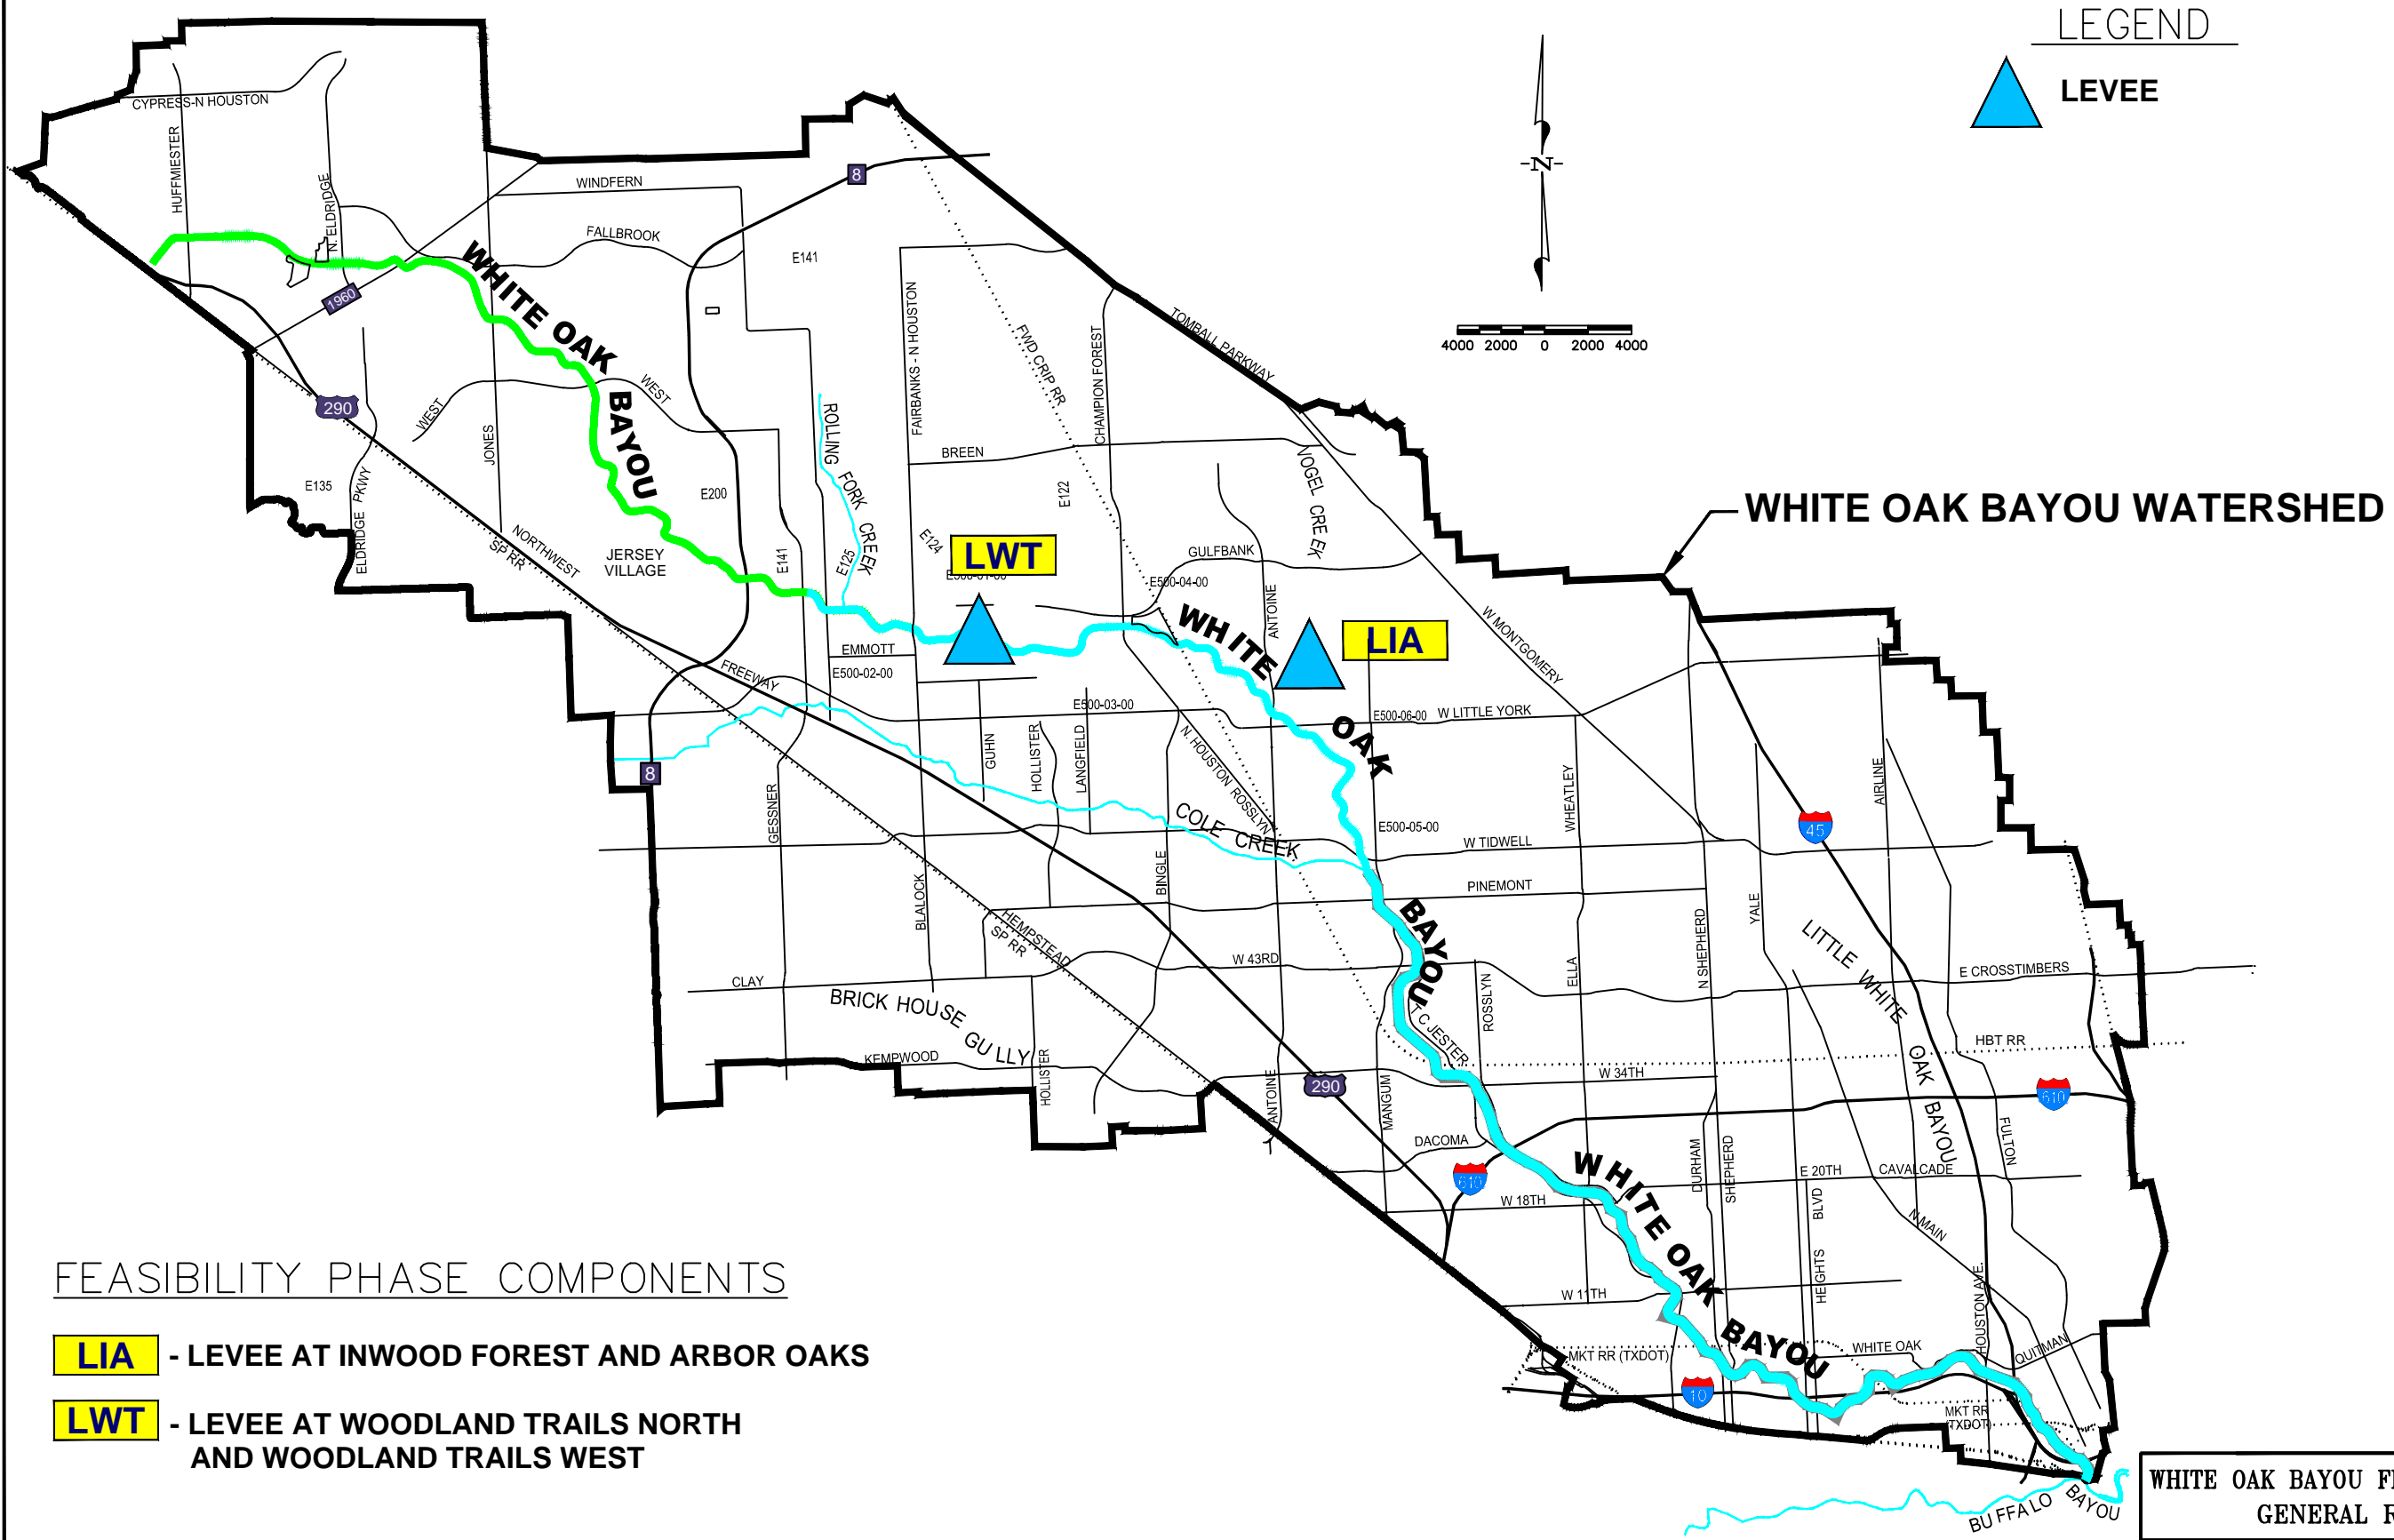 LEGEND
LEVEE
CYPRESS-N HOUSTON
HUFFMIESTER
N. ELDRIDGE
WINDFERN
8
FALLBROOK
E141
1960
WHITE OAK BAYOU
-N-
4000 2000 0 2000 4000
FAIRBANKS - N HOUSTON
FWD CRIP RR
CHAMPION FOREST
TOMBALL PARKWAY
290
WEST
WEST
JONES
ROLLING FORK CREEK
BREEN
VOGEL CREEK
E135
ELDRIDGE PKWY
E200
E122
WHITE OAK BAYOU WATERSHED
NORTHWEST
SP RR
JERSEY
VILLAGE
E141
E125
E124
LWT
GULFBANK
E500-04-00
ANTOINE
WHITE OAK BAYOU
LIA
W MONTGOMERY
EMMOTT
E500-02-00
FREEWAY
E500-03-00
E500-06-00
W LITTLE YORK
GUHN
HOLLISTER
LANGFIELD
N. HOUSTON ROSSLYN
8
GESSNER
WHEATLEY
AIRLINE
45
COLE CREEK
E500-05-00
W TIDWELL
BLALOCK
BINGLE
PINEMONT
YALE
N SHEPHERD
HEMPSTEAD
SP RR
W 43RD
ROSSLYN
ELLA
LITTLE WHITE OAK BAYOU
E CROSSTIMBERS
CLAY
BRICK HOUSE GULLY
T C JESTER
HBT RR
KEMPWOOD
HOLLISTER
ANTOINE
290
MANGUM
W 34TH
610
DACOMA
610
W 18TH
WHITE OAK BAYOU
DURHAM
SHEPHERD
E 20TH
CAVALCADE
FULTON
HEIGHTS BLVD
N MAIN
W 11TH
HOUSTON AVE.
QUITMAN
MKT RR (TXDOT)
WHITE OAK
10
MKT RR
(TXDOT)
BUFFALO BAYOU
FEASIBILITY PHASE COMPONENTS
LIA - LEVEE AT INWOOD FOREST AND ARBOR OAKS
LWT - LEVEE AT WOODLAND TRAILS NORTH
AND WOODLAND TRAILS WEST
WHITE OAK BAYOU
GENERAL